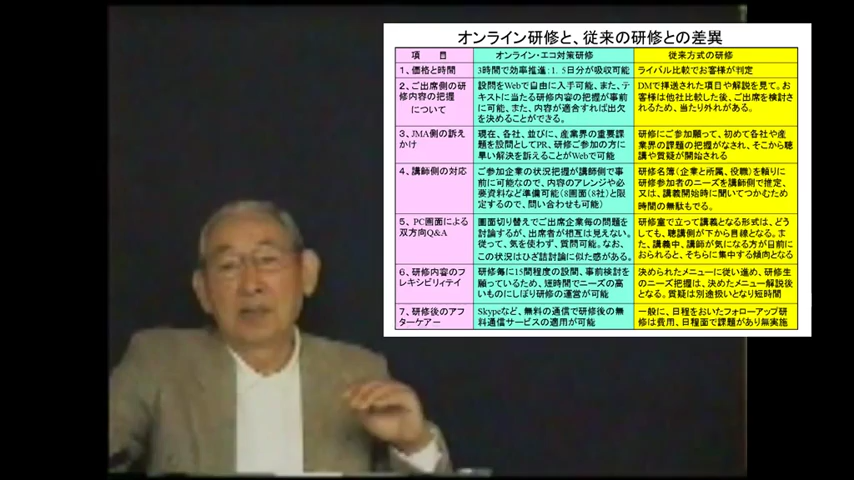 オンライン研修と、従来の研修との差異
項　目
オンライン・エコ対策研修
従来方式の研修
1、価格と時間
3時間で効率推進:1．5日分が吸収可能
ライバル比較でお客様が判定
2、ご出席側の研
修内容の把握
について
設問をWebで自由に入手可能、また、テ
キストに当たる研修内容の把握が事前
に可能、また、内容が適合すれば出欠
を決めることができる。
DMで拝送された項目や解説を見て。お
客様は他社比較した後、ご出席を検討さ
れるため、当たり外れがある。
3、JMA側の訴え
かけ
現在、各社、並びに、産業界の重要課
題を設問としてPR、研修ご参加の方に
早い解決を訴えることがWebで可能
研修にご参加願って、初めて各社や産
業界の課題の把握がなされ、そこから聴
講や質疑が開始される
4、講師側の対応
ご参加企業の状況把握が講師側で事
前に可能なので、内容のアレンジや必
要資料など準備可能（8画面（8社）と限
定するので、問い合わせも可能）
研修名簿（企業と所属、役職）を頼りに
研修参加者のニーズを講師側で推定、
又は、講義開始時に聞いてつかむため
時間の無駄でもる。
5、PC画面による
双方向Q&A
画面切り替えでご出席企業毎の問題を
討論するが、出席者が相互は見えない。
従って、気を使わず、質問可能。なお、
この状況はひざ詰討論に似た感がある。
研修室で立って講義となる形式は、どう
しても、聴講側が下から目線となる。ま
た、講義中、講師が気になる方が目前に
おられると、そちらに集中する傾向となる
6、研修内容のフ
レキシビリティイ
研修毎に15問程度の設問、事前検討を
願っているため、短時間でニーズの高
いものにしぼり研修の運営が可能
決められたメニューに従い進め、研修生
のニーズ把握は、決めたメニュー解説後
となる。質疑は別途扱いとなり短時間
7、研修後のアフ
ターケアー
Skypeなど、無料の通信で研修後の無
料通信サービスの適用が可能
一般に、日程をおいたフォローアップ研
修は費用、日程面で課題があり無実施